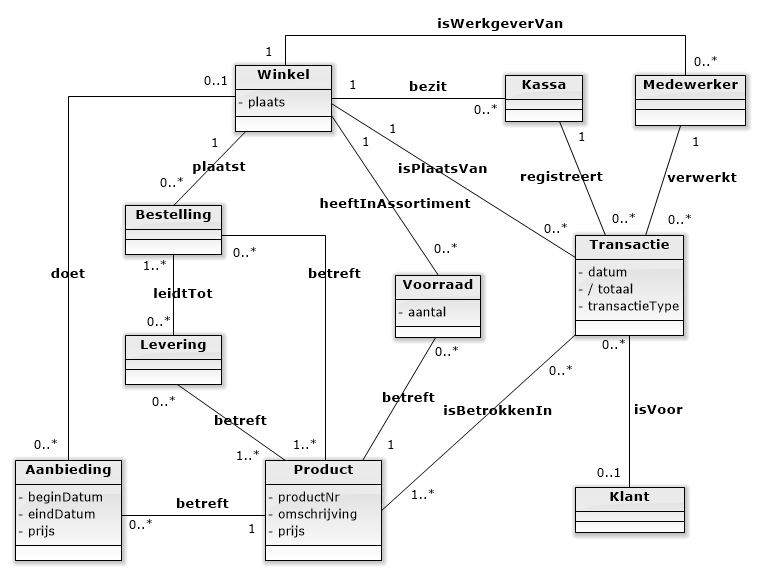 isWerkgeverVan
1
0..*
0..1
Winkel
- plaats
1
bezit
0..*
Kassa
Medewerker
1
plaatst
0..*
1
1
isPlaatsVan
heeftInAssortiment
0..*
0..*
1
registreert
0..*
1
verwerkt
0..*
Bestelling
0..*
1..*
leidtTot
0..*
doet
betreft
Voorraad
- aantal
0..*
Transactie
- datum
- / totaal
- transactieType
0..*
0..*
Levering
0..*
betreft
1..*
1..*
betreft
1
isBetrokkenIn
1..*
isVoor
0..1
0..*
Aanbieding
- beginDatum
- eindDatum
- prijs
betreft
0..*
1
Product
- productNr
- omschrijving
- prijs
Klant